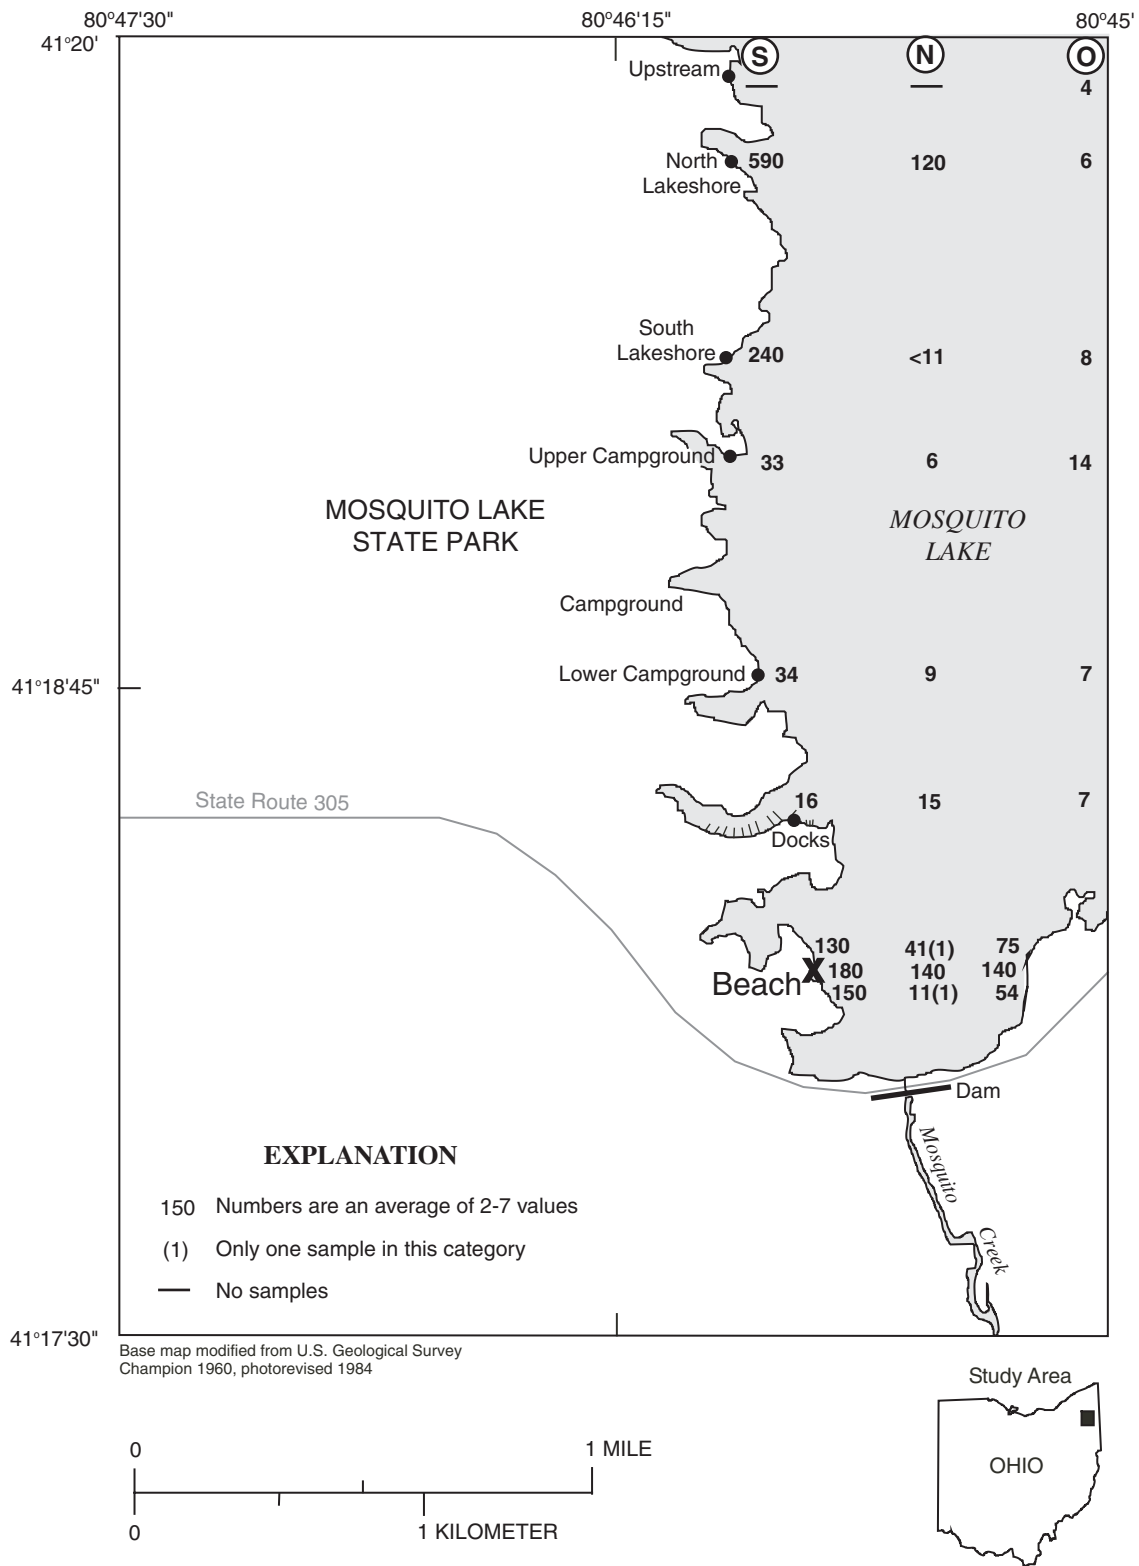 80°47'30"
80°46'15"
80°45'
41°20'
S N O
Upstream — — 4
North 590 120 6
Lakeshore
South
Lakeshore 240 <11 8
Upper Campground 33 6 14
MOSQUITO LAKE
STATE PARK
MOSQUITO
LAKE
Campground
Lower Campground 34 9 7
41°18'45"
State Route 305
16 15 7
Docks
130 41(1) 75
Beach X 180 140 140
150 11(1) 54
Dam
Mosquito
Creek
EXPLANATION
150 Numbers are an average of 2-7 values
(1) Only one sample in this category
— No samples
41°17'30"
Base map modified from U.S. Geological Survey
Champion 1960, photorevised 1984
Study Area
OHIO
0 1 MILE
0 1 KILOMETER